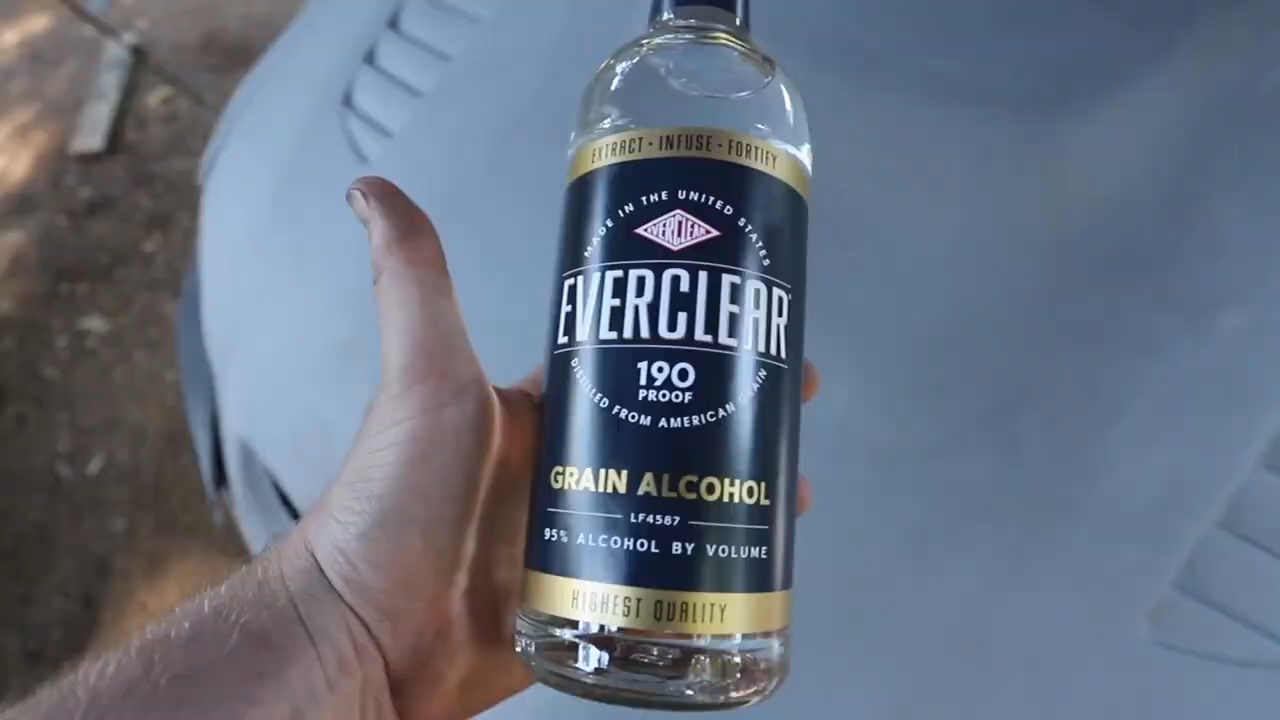 EXTRACT · INFUSE · FORTIFY
MADE IN THE UNITED STATES
EVERCLEAR
EVERCLEAR
190
PROOF
DISTILLED FROM AMERICAN GRAIN
GRAIN ALCOHOL
LF4587
95% ALCOHOL BY VOLUME
HIGHEST QUALITY